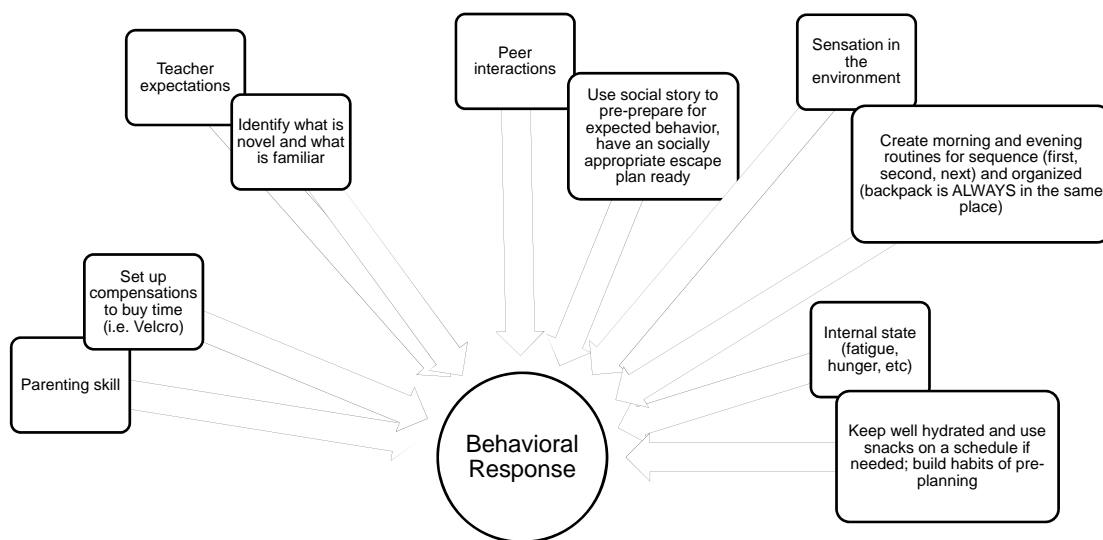 Teacher
expectations
Identify what is
novel and what
is familiar
Peer
interactions
Use social story to
pre-prepare for
expected behavior,
have an socially
appropriate escape
plan ready
Sensation in
the
environment
Create morning and evening
routines for sequence (first,
second, next) and organized
(backpack is ALWAYS in the same
place)
Set up
compensations
to buy time
(i.e. Velcro)
Parenting skill
Internal state
(fatigue,
hunger, etc)
Keep well hydrated and use
snacks on a schedule if
needed; build habits of pre-
planning
Behavioral
Response